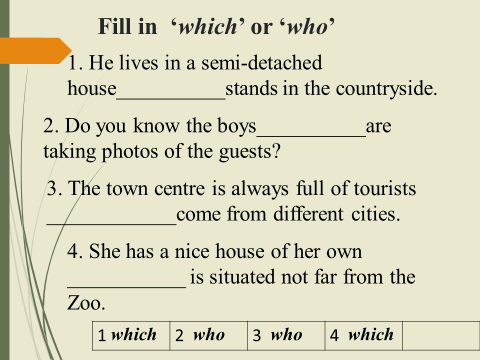 Fill in ‘which’ or ‘who’
1. He lives in a semi-detached
house___________stands in the countryside.
2. Do you know the boys___________are
taking photos of the guests?
3. The town centre is always full of tourists
_____________come from different cities.
4. She has a nice house of her own
____________ is situated not far from the
Zoo.
1 which 2 who 3 who 4 which